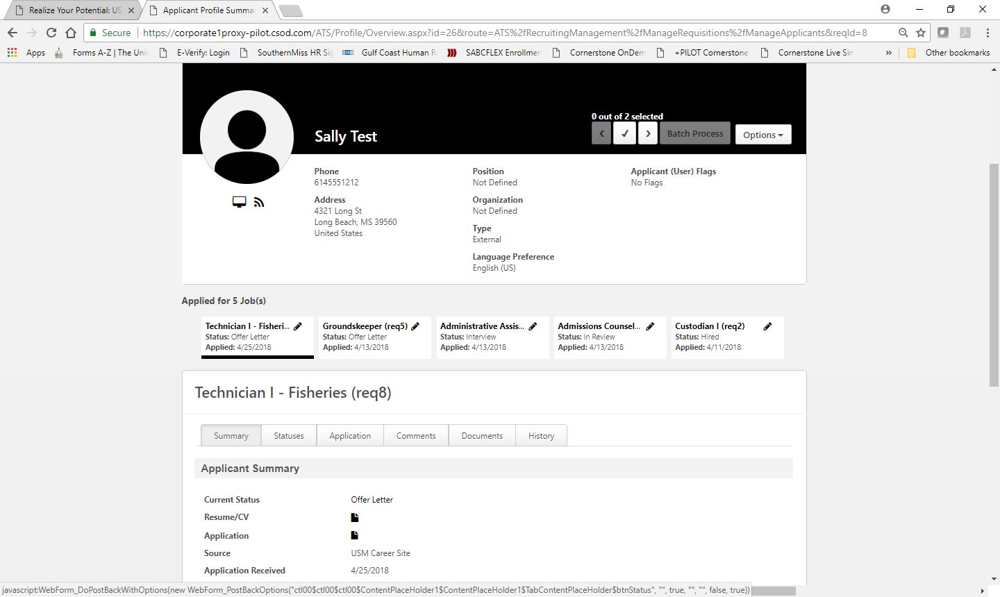 Realize Your Potential: US
Applicant Profile Summar
Secure
https://corporate1proxy-pilot.csod.com/ATS/Profile/Overview.aspx?id=26&route=ATS%2fRecruitingManagement%2fManageRequisitions%2fManageApplicants&reqId=8
Apps
Forms A-Z | The Univ
E-Verify: Login
SouthernMiss HR Sig
Gulf Coast Human R
SABCFLEX Enrollmen
Cornerstone OnDem
+PILOT Cornerstone
Cornerstone Live Sin
»
Other bookmarks
0 out of 2 selected
Sally Test
Batch Process
Options
Phone
6145551212
Address
4321 Long St
Long Beach, MS 39560
United States
Position
Not Defined
Organization
Not Defined
Type
External
Language Preference
English (US)
Applicant (User) Flags
No Flags
Applied for 5 Job(s)
Technician I - Fisheri...
Status: Offer Letter
Applied: 4/25/2018
Groundskeeper (req5)
Status: Offer Letter
Applied: 4/13/2018
Administrative Assis...
Status: Interview
Applied: 4/13/2018
Admissions Counsel...
Status: In Review
Applied: 4/13/2018
Custodian I (req2)
Status: Hired
Applied: 4/11/2018
Technician I - Fisheries (req8)
Summary
Statuses
Application
Comments
Documents
History
Applicant Summary
Current Status Offer Letter
Resume/CV
Application
Source USM Career Site
Application Received 4/25/2018
javascript:WebForm_DoPostBackWithOptions(new WebForm_PostBackOptions("ctl00$ctl00$ctl00$ContentPlaceHolder1$ContentPlaceHolder1$TabContentPlaceHolder$btnStatus", "", true, "", "", false, true))